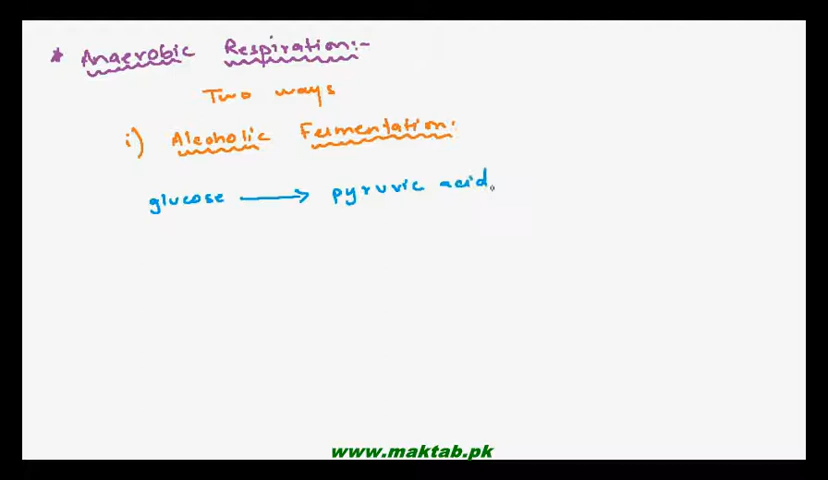 * Anaerobic Respiration:-
Two ways
i) Alcoholic Fermentation:
glucose ⟶ pyruvic acid.
www.maktab.pk